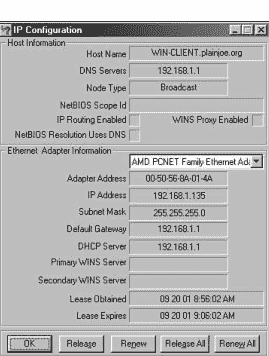 IP Configuration
Host Information
Host Name WIN-CLIENT.plainjoe.org
DNS Servers 192.168.1.1
Node Type Broadcast
NetBIOS Scope Id
IP Routing Enabled WINS Proxy Enabled
NetBIOS Resolution Uses DNS
Ethernet Adapter Information
AMD PCNET Family Ethernet Ada
Adapter Address 00-50-56-8A-01-4A
IP Address 192.168.1.135
Subnet Mask 255.255.255.0
Default Gateway 192.168.1.1
DHCP Server 192.168.1.1
Primary WINS Server
Secondary WINS Server
Lease Obtained 09 20 01 8:56:02 AM
Lease Expires 09 20 01 9:06:02 AM
OK Release Renew Release All Renew All